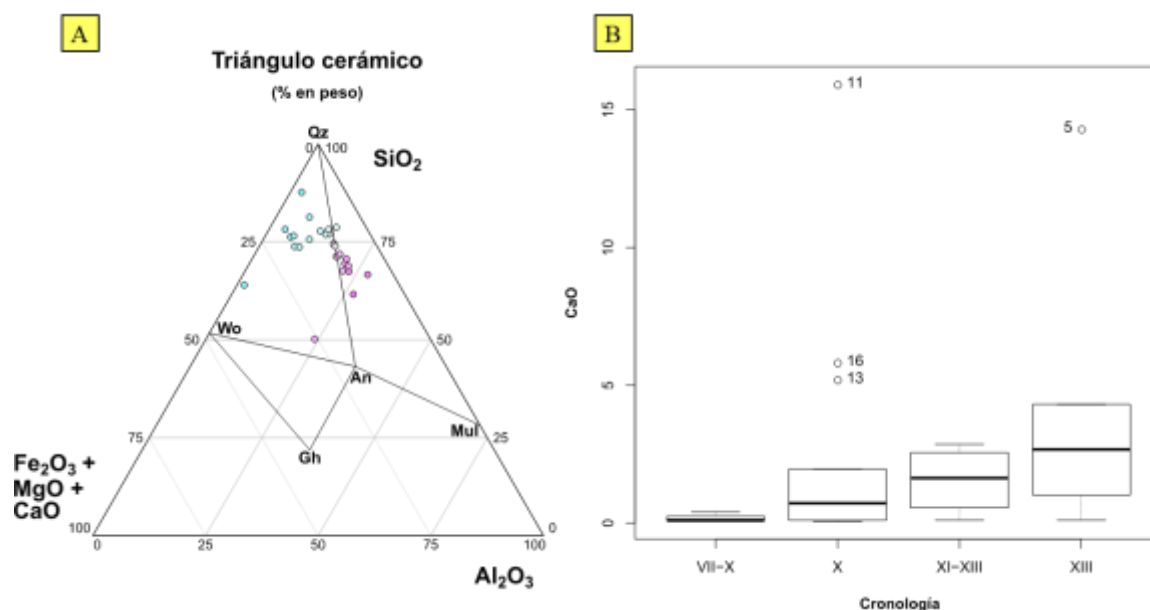 A
Triángulo cerámico
(% en peso)
Qz
0 100
SiO₂
25 75
Wo
50 50
An
Mul
75 25
Gh
Fe₂O₃ +
MgO +
CaO
100 0
0 25 50 75 100
Al₂O₃
B
11
15
5
10
CaO
16
5
13
0
VII–X X XI–XIII XIII
Cronología